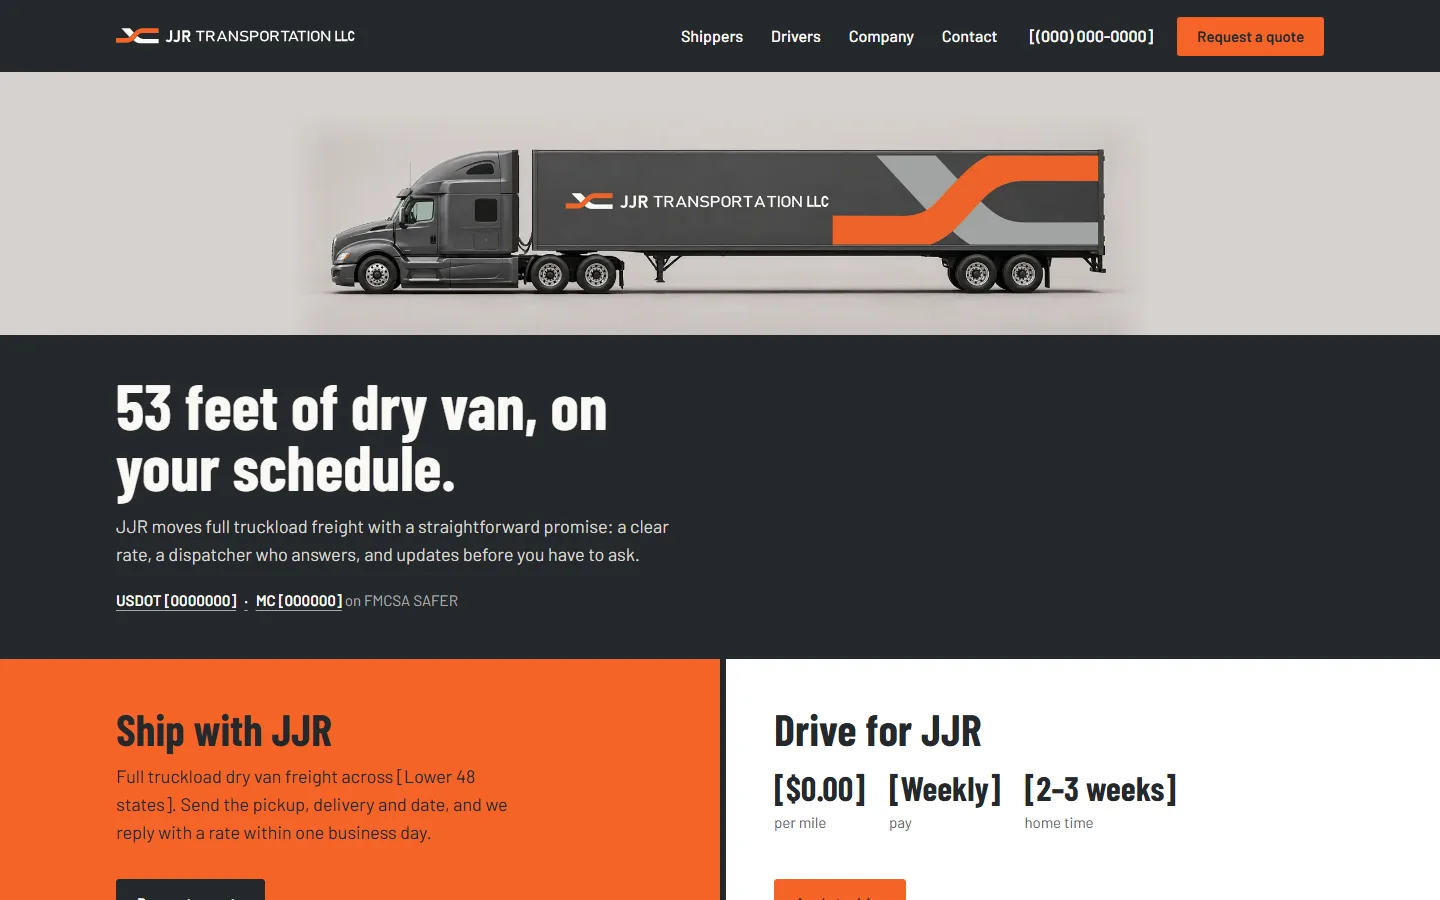 JJR TRANSPORTATION LLC
Shippers Drivers Company Contact [(000) 000-0000] Request a quote
JJR TRANSPORTATION LLC
53 feet of dry van, on
your schedule.
JJR moves full truckload freight with a straightforward promise: a clear
rate, a dispatcher who answers, and updates before you have to ask.
USDOT [0000000] · MC [000000] on FMCSA SAFER
Ship with JJR
Full truckload dry van freight across [Lower 48
states]. Send the pickup, delivery and date, and we
reply with a rate within one business day.
Drive for JJR
[$0.00] [Weekly] [2–3 weeks]
per mile pay home time